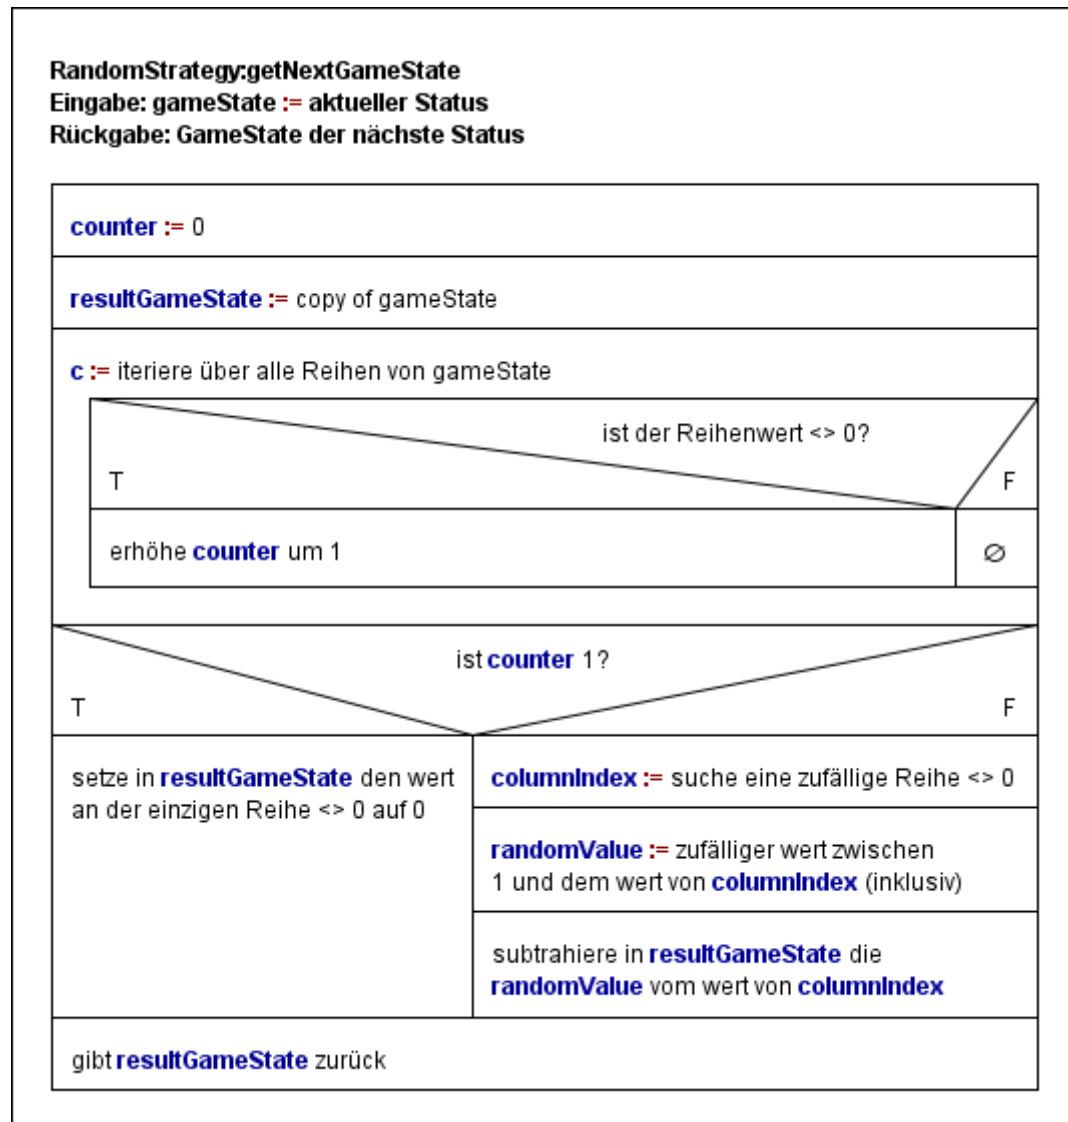 RandomStrategy:getNextGameState
Eingabe: gameState := aktueller Status
Rückgabe: GameState der nächste Status
counter := 0
resultGameState := copy of gameState
c := iteriere über alle Reihen von gameState
ist der Reihenwert <> 0?
T
F
erhöhe counter um 1
∅
ist counter 1?
T
F
setze in resultGameState den wert
an der einzigen Reihe <> 0 auf 0
columnIndex := suche eine zufällige Reihe <> 0
randomValue := zufälliger wert zwischen
1 und dem wert von columnIndex (inklusiv)
subtrahiere in resultGameState die
randomValue vom wert von columnIndex
gibt resultGameState zurück